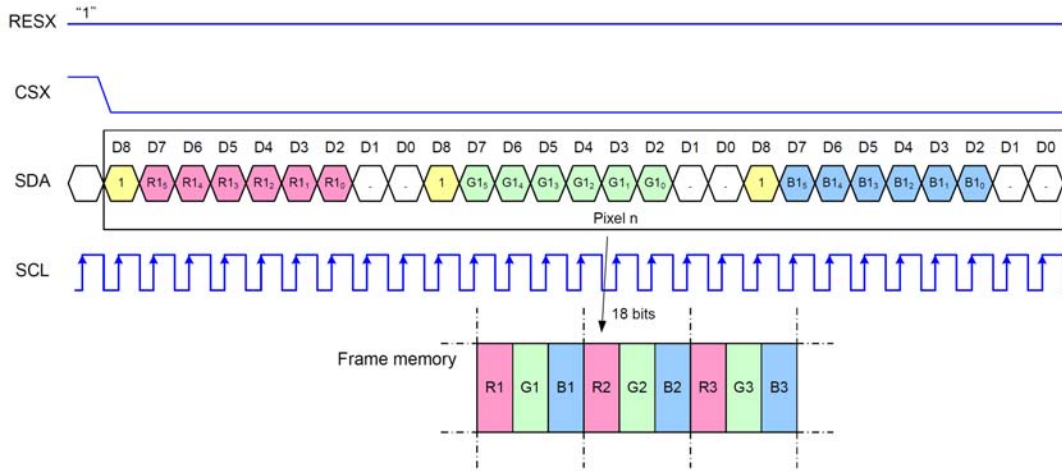 RESX “1”
CSX
D8 D7 D6 D5 D4 D3 D2 D1 D0 D8 D7 D6 D5 D4 D3 D2 D1 D0 D8 D7 D6 D5 D4 D3 D2 D1 D0
SDA 1 R1₅ R1₄ R1₃ R1₂ R1₁ R1₀ - - 1 G1₅ G1₄ G1₃ G1₂ G1₁ G1₀ - - 1 B1₅ B1₄ B1₃ B1₂ B1₁ B1₀ - -
Pixel n
SCL
18 bits
Frame memory
R1 G1 B1 R2 G2 B2 R3 G3 B3